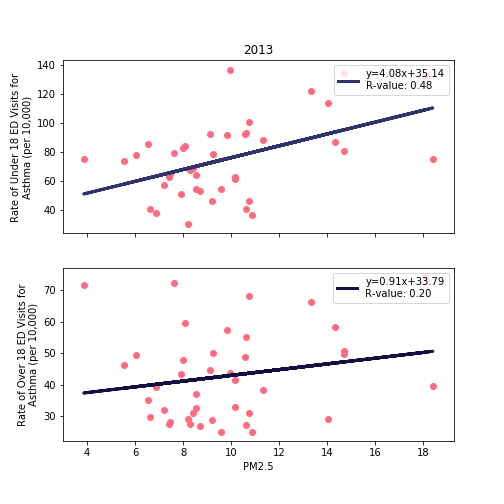 2013
Rate of Under 18 ED Visits for
Asthma (per 10,000)
140
120
100
80
60
40
y=4.08x+35.14
R-value: 0.48
Rate of Over 18 ED Visits for
Asthma (per 10,000)
70
60
50
40
30
y=0.91x+33.79
R-value: 0.20
4 6 8 10 12 14 16 18
PM2.5